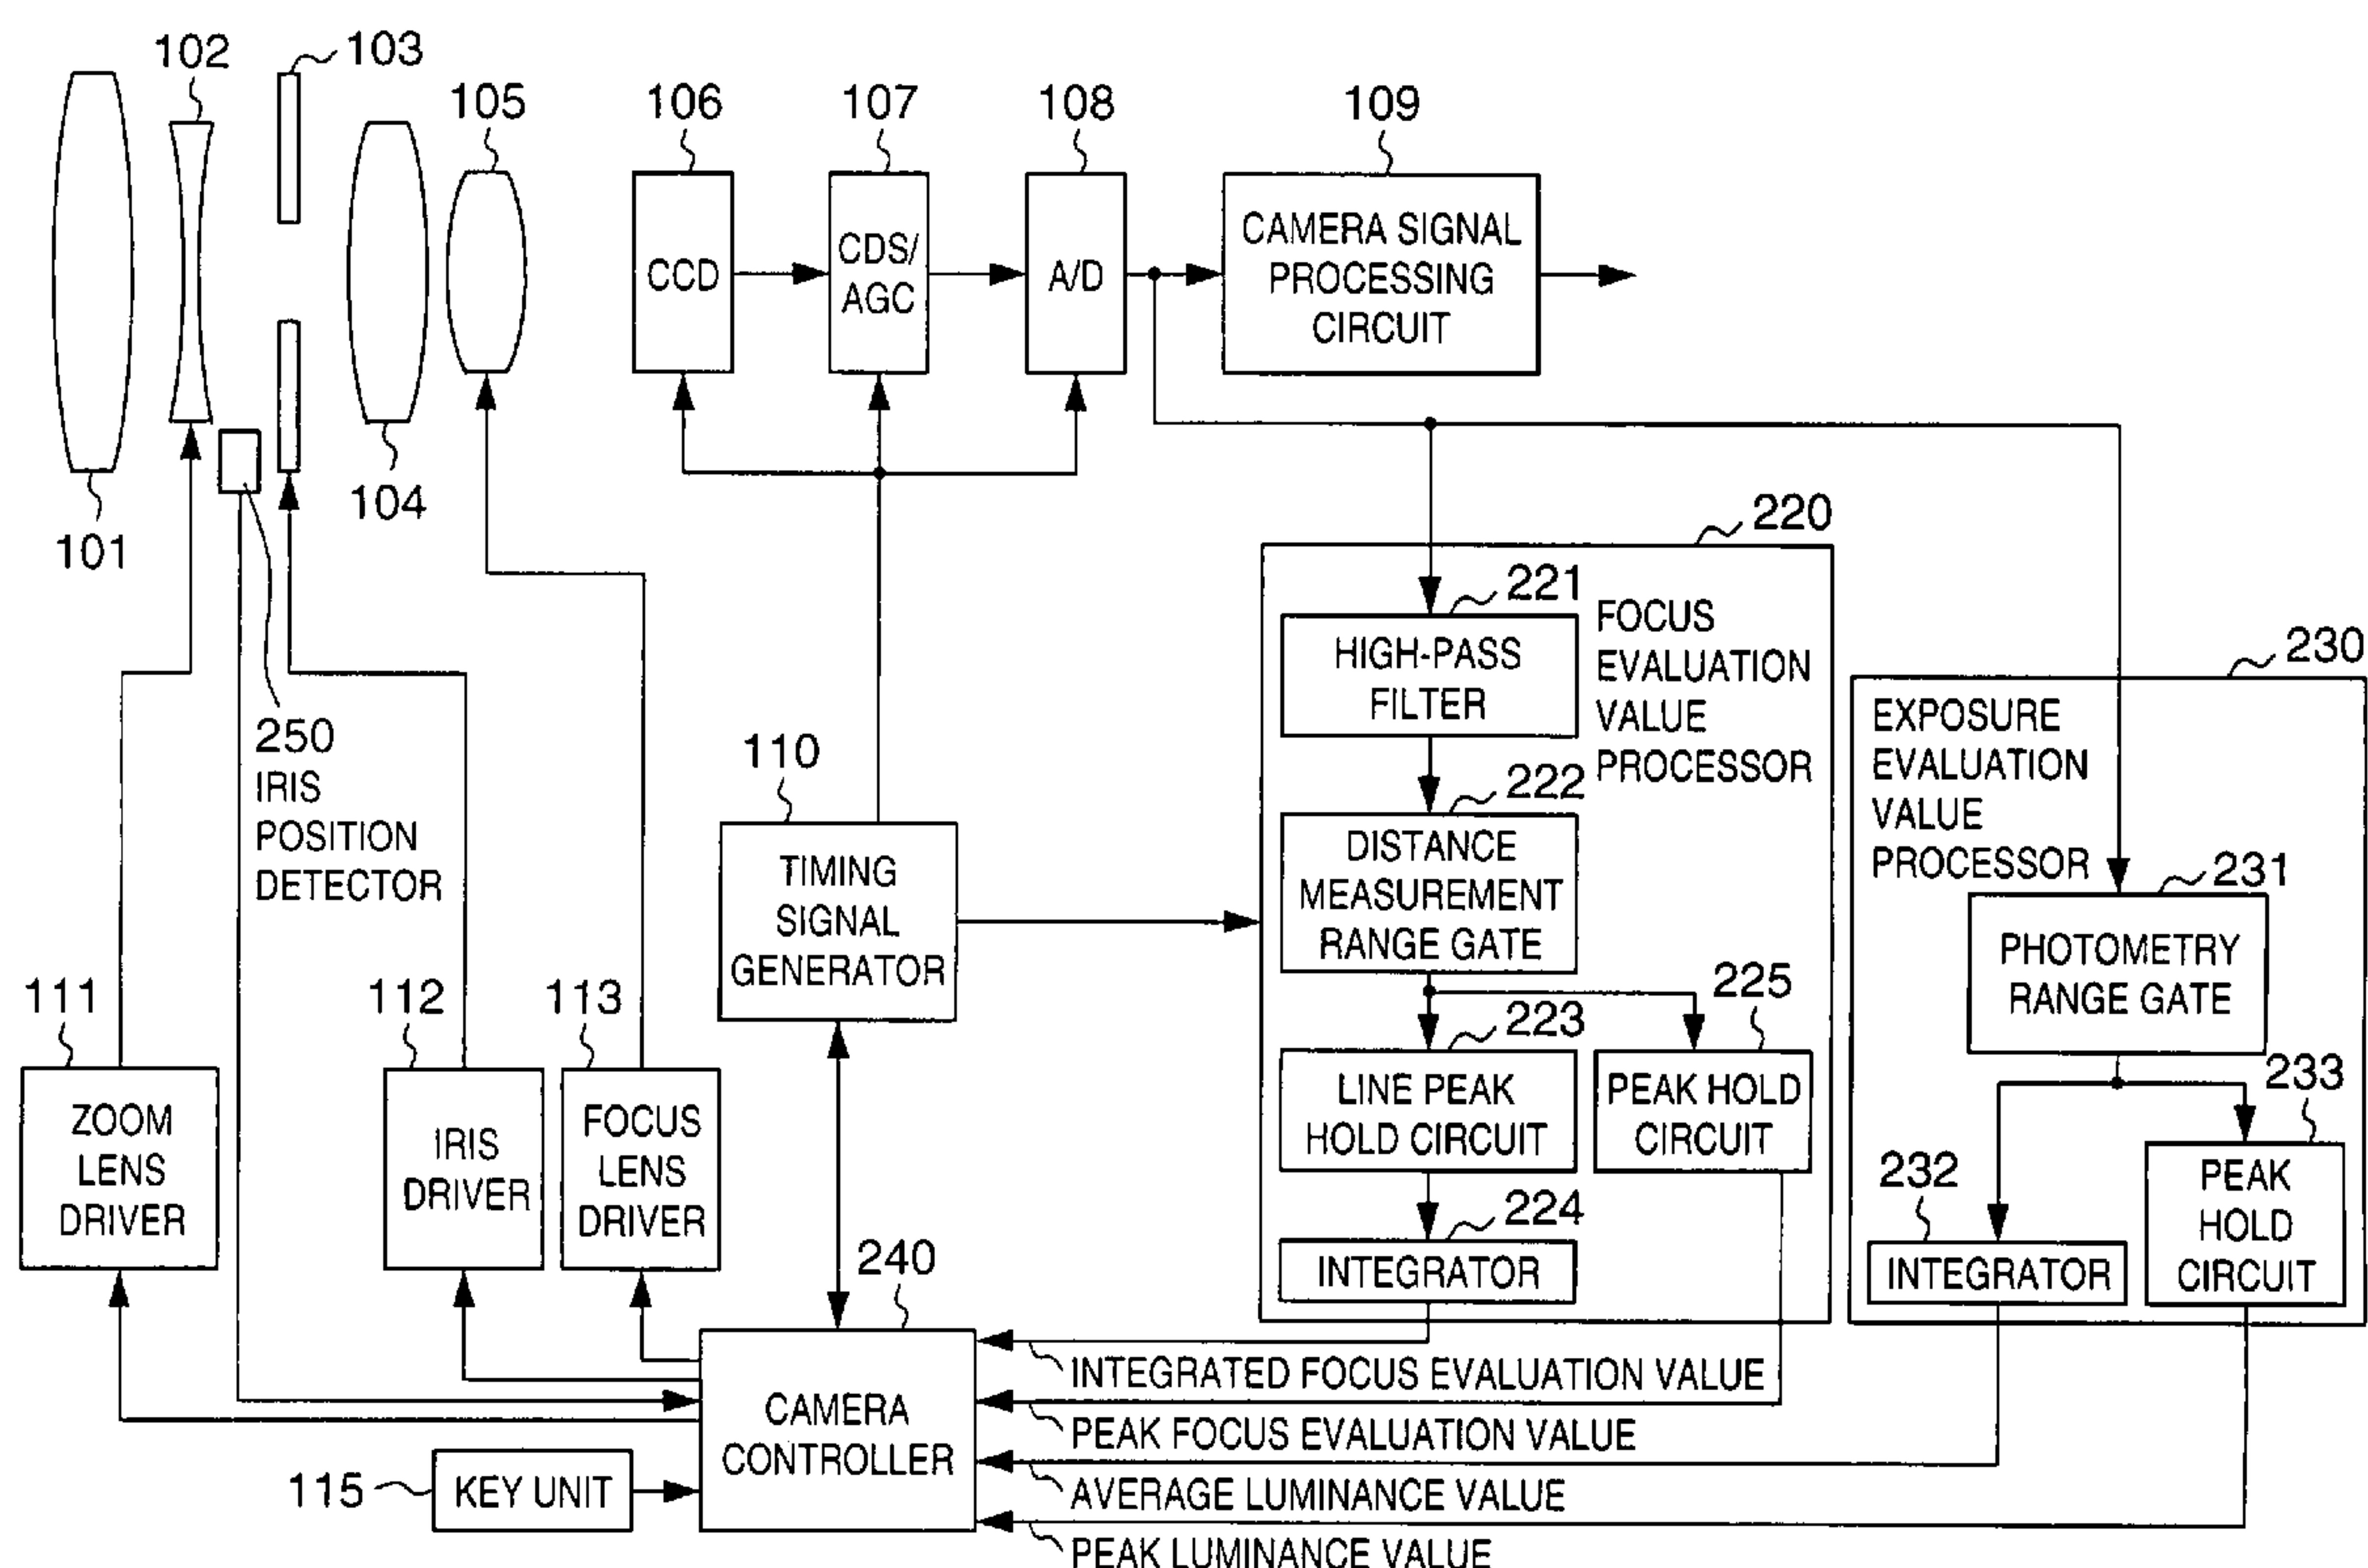 102
103
105
106
107
108
109
CCD
CDS/
AGC
A/D
CAMERA SIGNAL
PROCESSING
CIRCUIT
101
104
250
IRIS
POSITION
DETECTOR
110
TIMING
SIGNAL
GENERATOR
220
221
HIGH-PASS
FILTER
FOCUS
EVALUATION
VALUE
PROCESSOR
222
DISTANCE
MEASUREMENT
RANGE GATE
223
LINE PEAK
HOLD CIRCUIT
225
PEAK HOLD
CIRCUIT
224
INTEGRATOR
230
EXPOSURE
EVALUATION
VALUE
PROCESSOR
231
PHOTOMETRY
RANGE GATE
232
INTEGRATOR
233
PEAK
HOLD
CIRCUIT
111
ZOOM
LENS
DRIVER
112
IRIS
DRIVER
113
FOCUS
LENS
DRIVER
240
CAMERA
CONTROLLER
115
KEY UNIT
INTEGRATED FOCUS EVALUATION VALUE
PEAK FOCUS EVALUATION VALUE
AVERAGE LUMINANCE VALUE
PEAK LUMINANCE VALUE